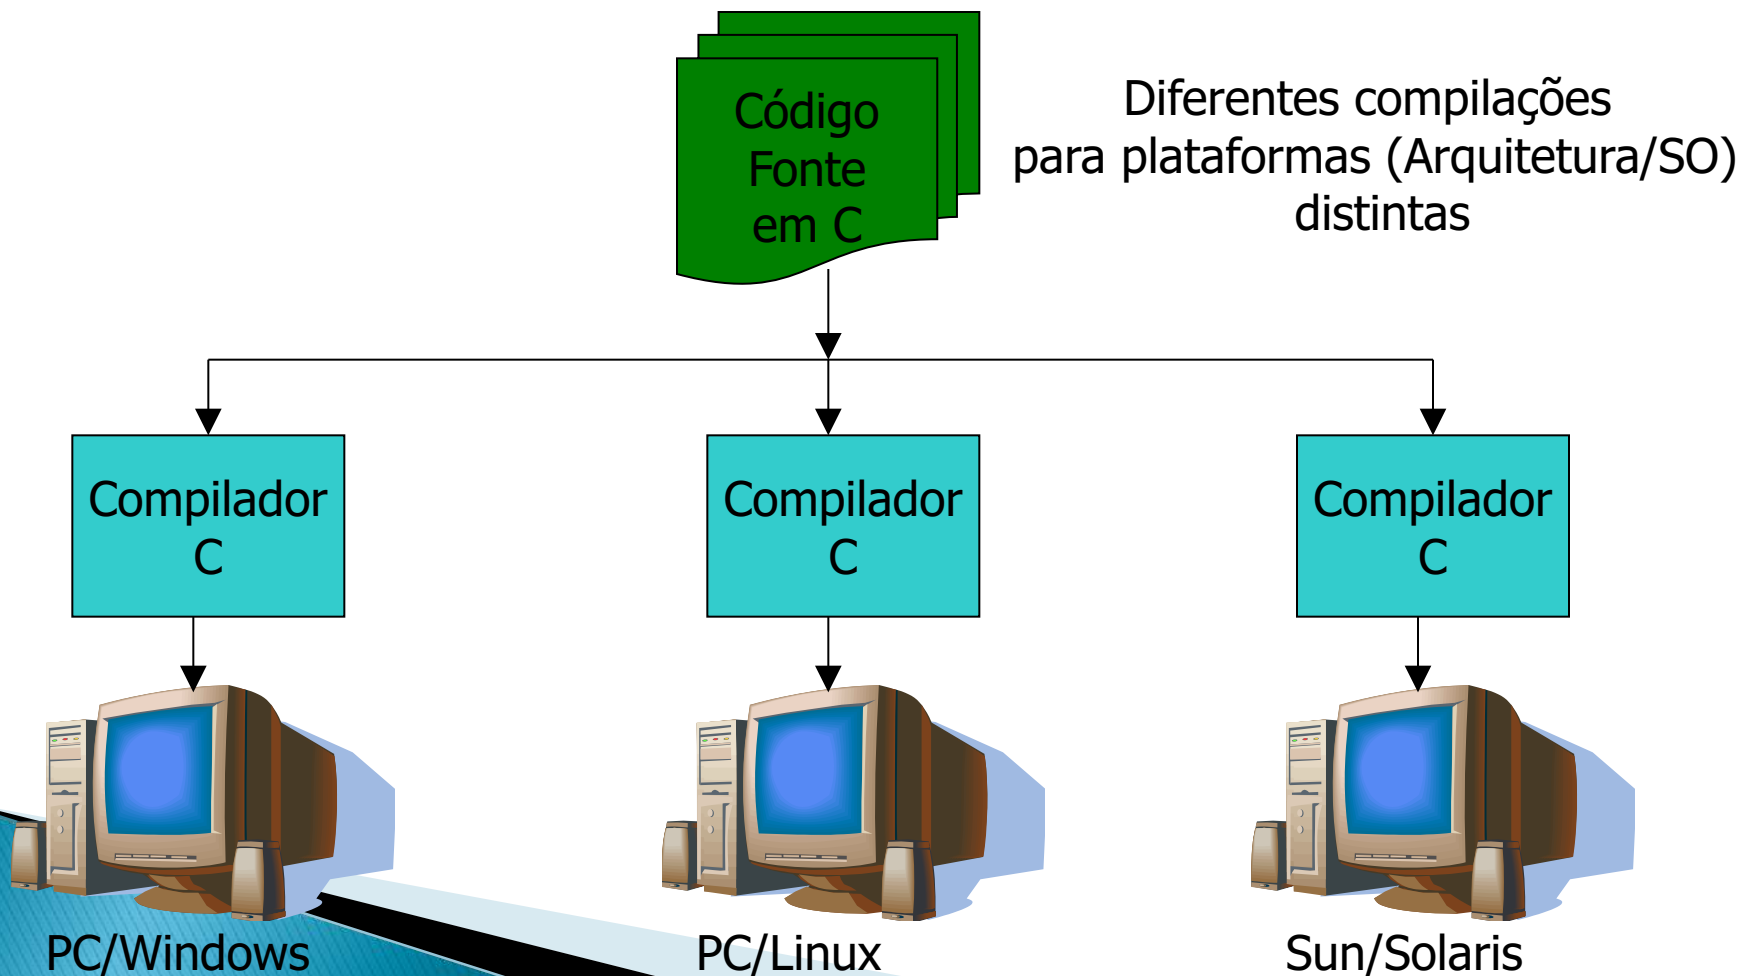 Código
Fonte
em C
Diferentes compilações
para plataformas (Arquitetura/SO)
distintas
Compilador
C
Compilador
C
Compilador
C
PC/Windows
PC/Linux
Sun/Solaris